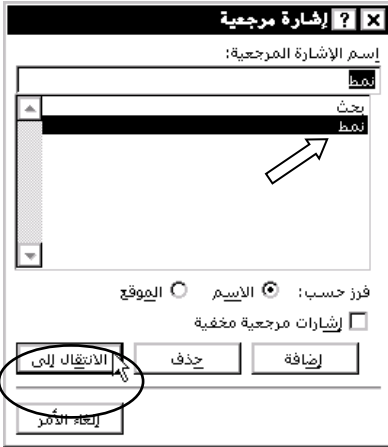 إشارة مرجعية
إسم الإشارة المرجعية:
نمط
بحث
نمط
فرز حسب: الاسم الموقع
إشارات مرجعية مخفية
إضافة حذف الانتقال إلى
إلغاء الأمر